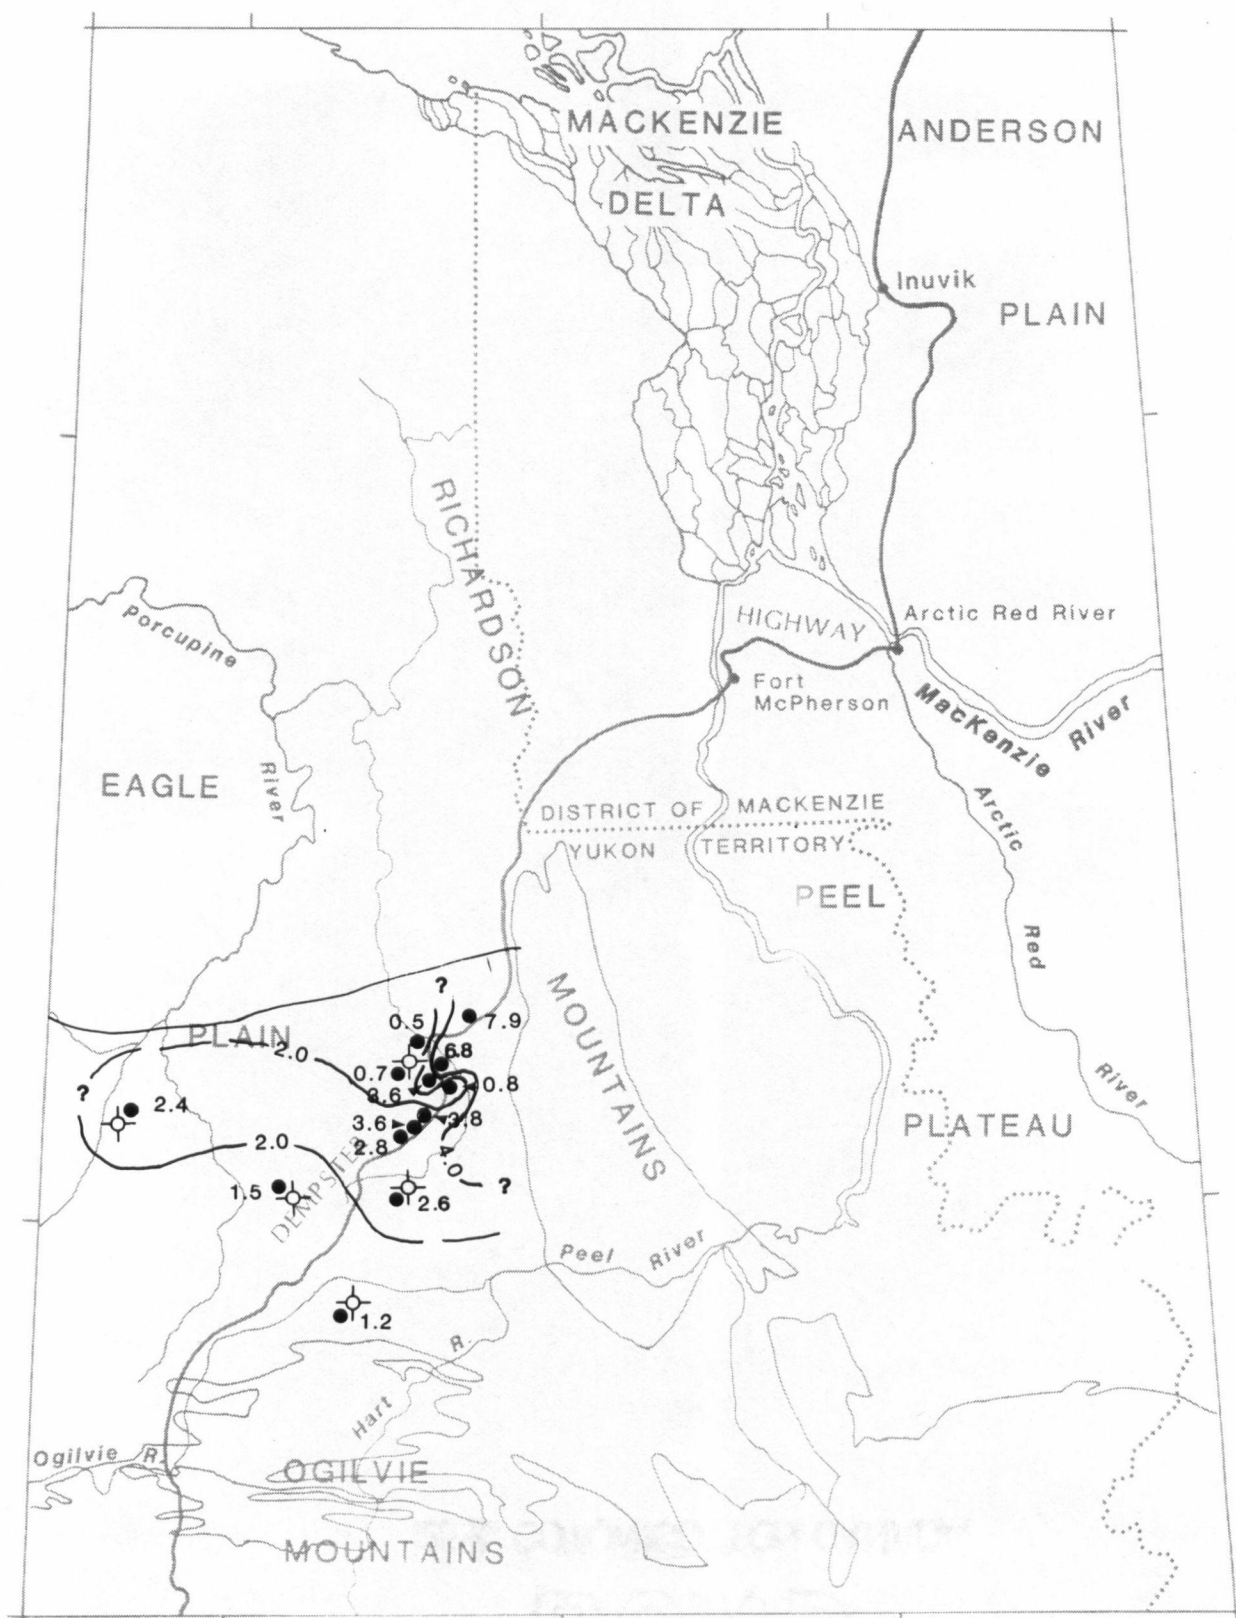 MACKENZIE
ANDERSON
DELTA
Inuvik
PLAIN
RICHARDSON
Porcupine
HIGHWAY
Arctic Red River
Fort
McPherson
MacKenzie
River
EAGLE
River
DISTRICT OF MACKENZIE
Arctic
YUKON TERRITORY
PEEL
Red
?
MOUNTAINS
0.5
7.9
PLAIN
2.0
6.8
0.7
3.6
0.8
River
?
2.4
3.6
3.8
PLATEAU
2.0
2.8
4.0
DEMPSTER
1.5
?
2.6
Peel River
1.2
R.
Hart
Ogilvie R.
OGILVIE
MOUNTAINS